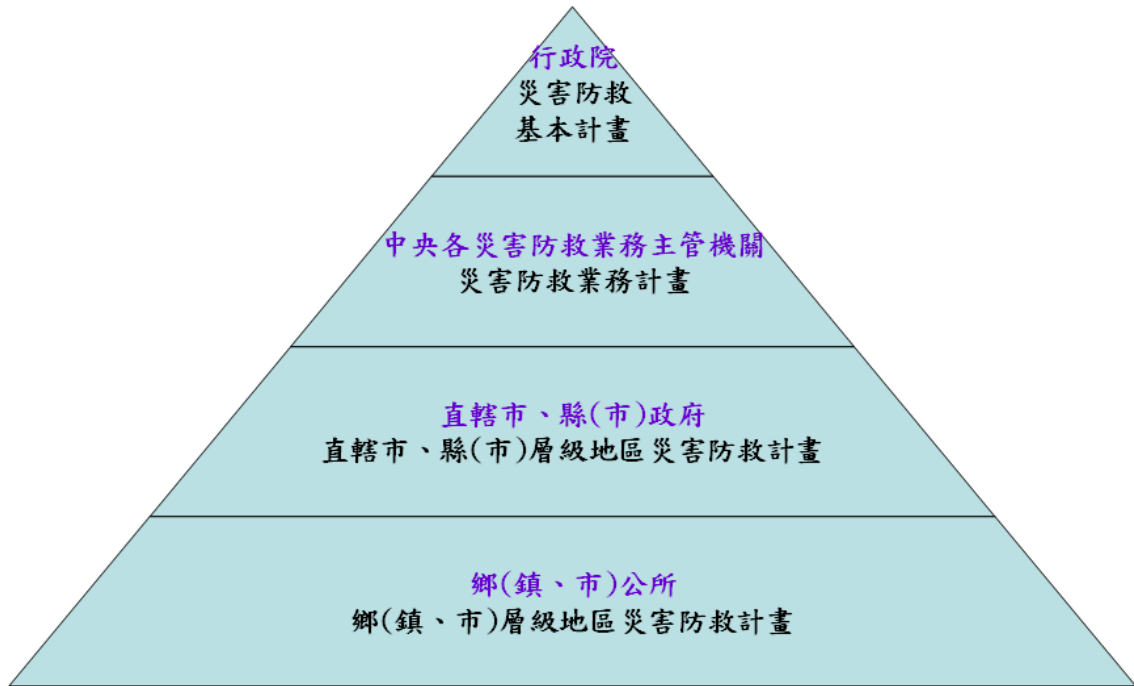 行政院
災害防救
基本計畫
中央各災害防救業務主管機關
災害防救業務計畫
直轄市、縣(市)政府
直轄市、縣(市)層級地區災害防救計畫
鄉(鎮、市)公所
鄉(鎮、市)層級地區災害防救計畫